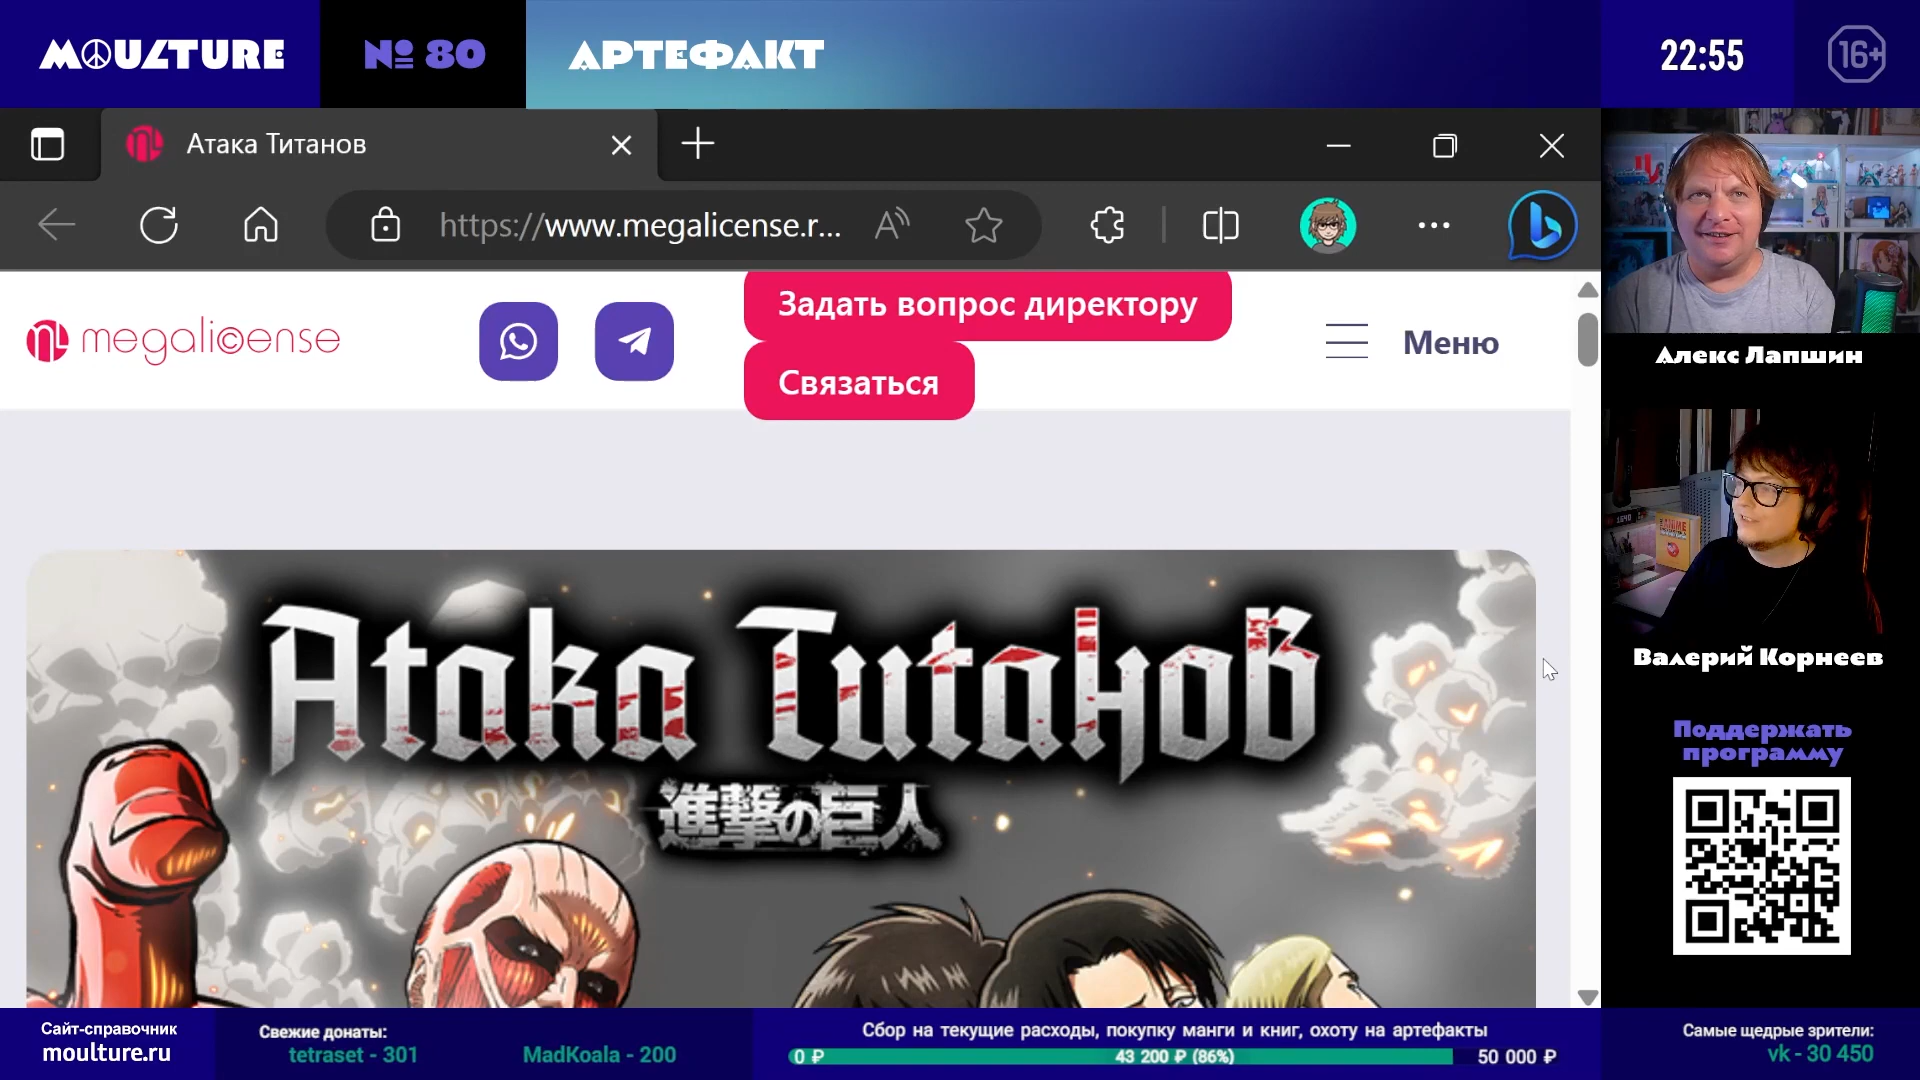 MOULTURE
№ 80
АРТЕФАКТ
22:55
16+
Атака Титанов
https://www.megalicense.r...
megalicense
Задать вопрос директору
Связаться
Меню
Атака Титанов
進撃の巨人
Алекс Лапшин
Валерий Корнеев
Поддержать
программу
Сайт-справочник
moulture.ru
Свежие донаты:
tetraset - 301
MadKoala - 200
Сбор на текущие расходы, покупку манги и книг, охоту на артефакты
0 ₽
43 200 ₽ (86%)
50 000 ₽
Самые щедрые зрители:
vk - 30 450